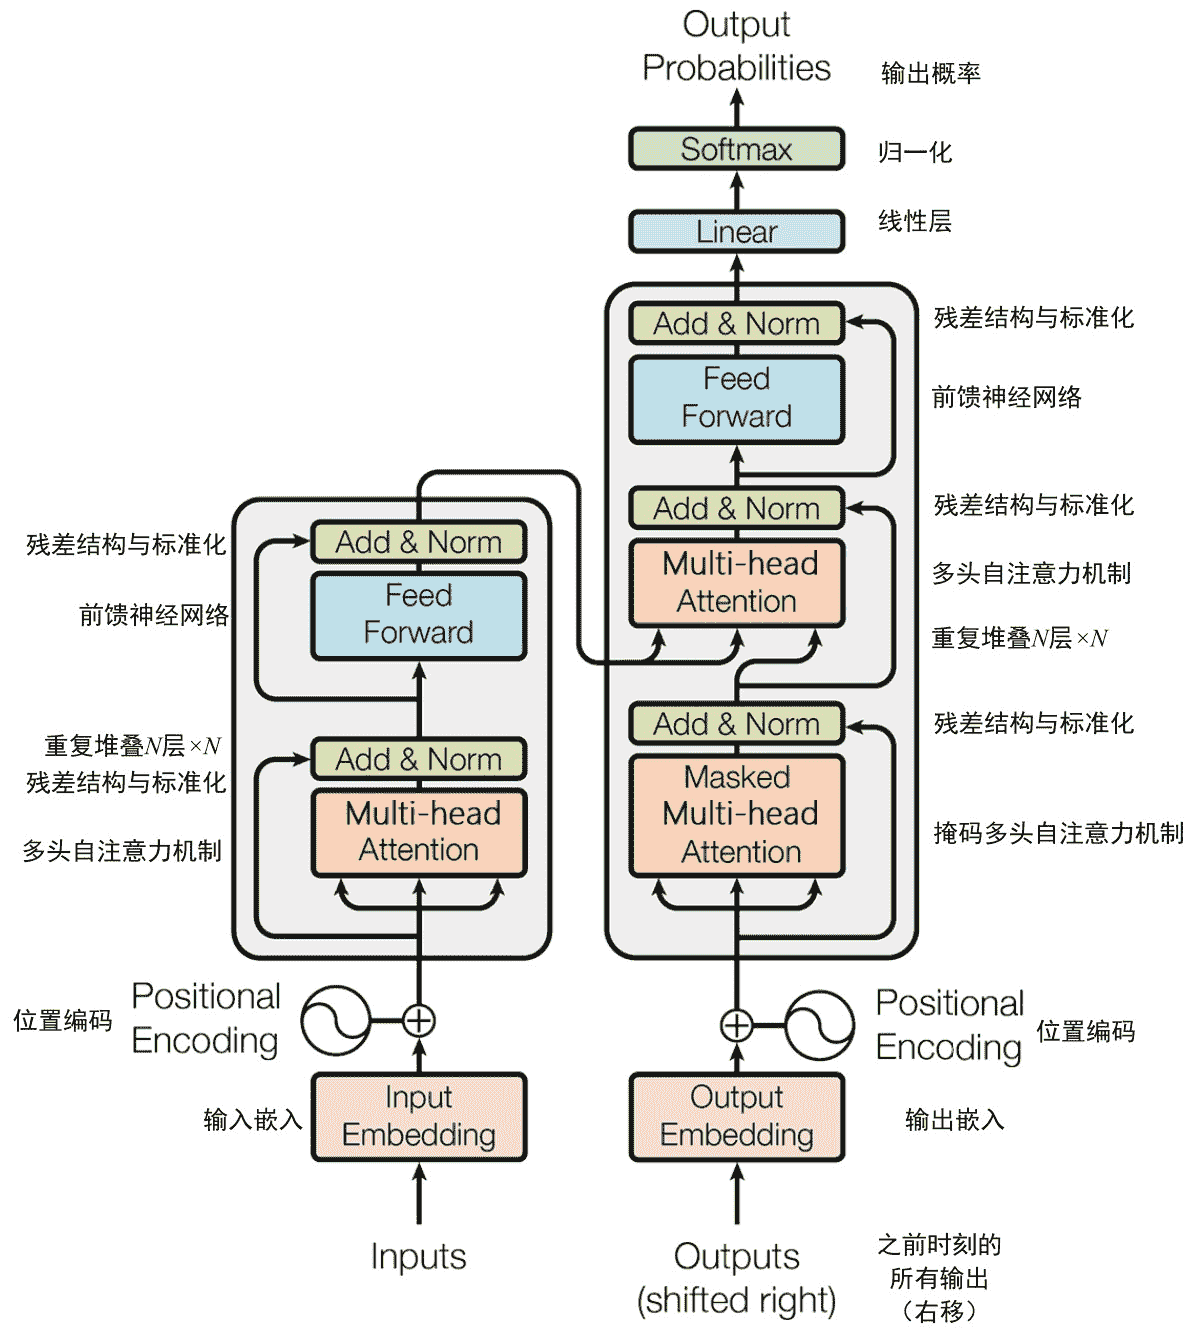 Output
Probabilities
输出概率
Softmax
归一化
Linear
线性层
Add & Norm
残差结构与标准化
Feed
Forward
前馈神经网络
Add & Norm
残差结构与标准化
Multi-head
Attention
多头自注意力机制
重复堆叠N层×N
Add & Norm
残差结构与标准化
Masked
Multi-head
Attention
掩码多头自注意力机制
Positional
Encoding
位置编码
Output
Embedding
输出嵌入
Outputs
(shifted right)
之前时刻的
所有输出
（右移）
残差结构与标准化
Add & Norm
前馈神经网络
Feed
Forward
重复堆叠N层×N
残差结构与标准化
Add & Norm
多头自注意力机制
Multi-head
Attention
位置编码
Positional
Encoding
输入嵌入
Input
Embedding
Inputs